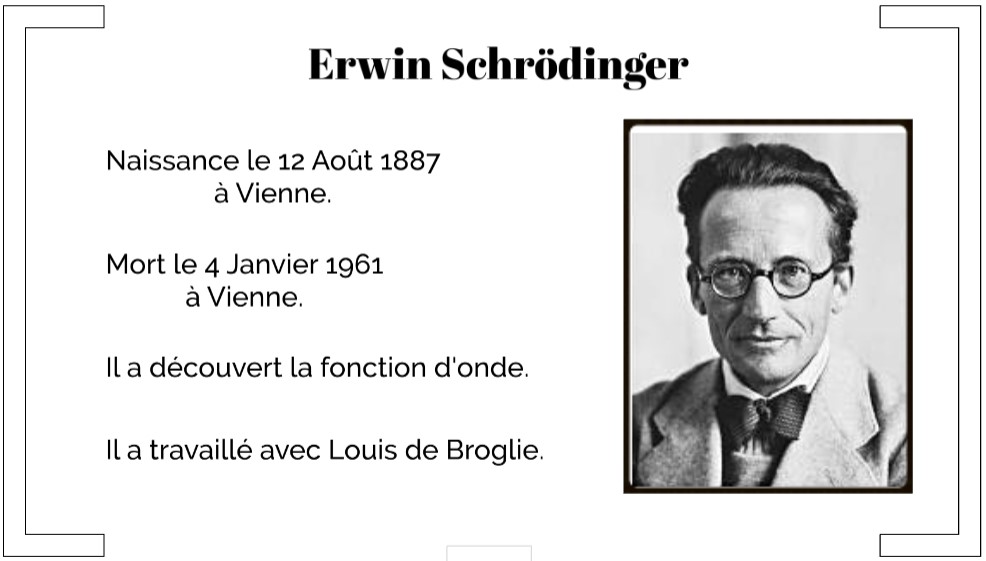 Erwin Schrödinger
Naissance le 12 Août 1887
à Vienne.
Mort le 4 Janvier 1961
à Vienne.
Il a découvert la fonction d'onde.
Il a travaillé avec Louis de Broglie.